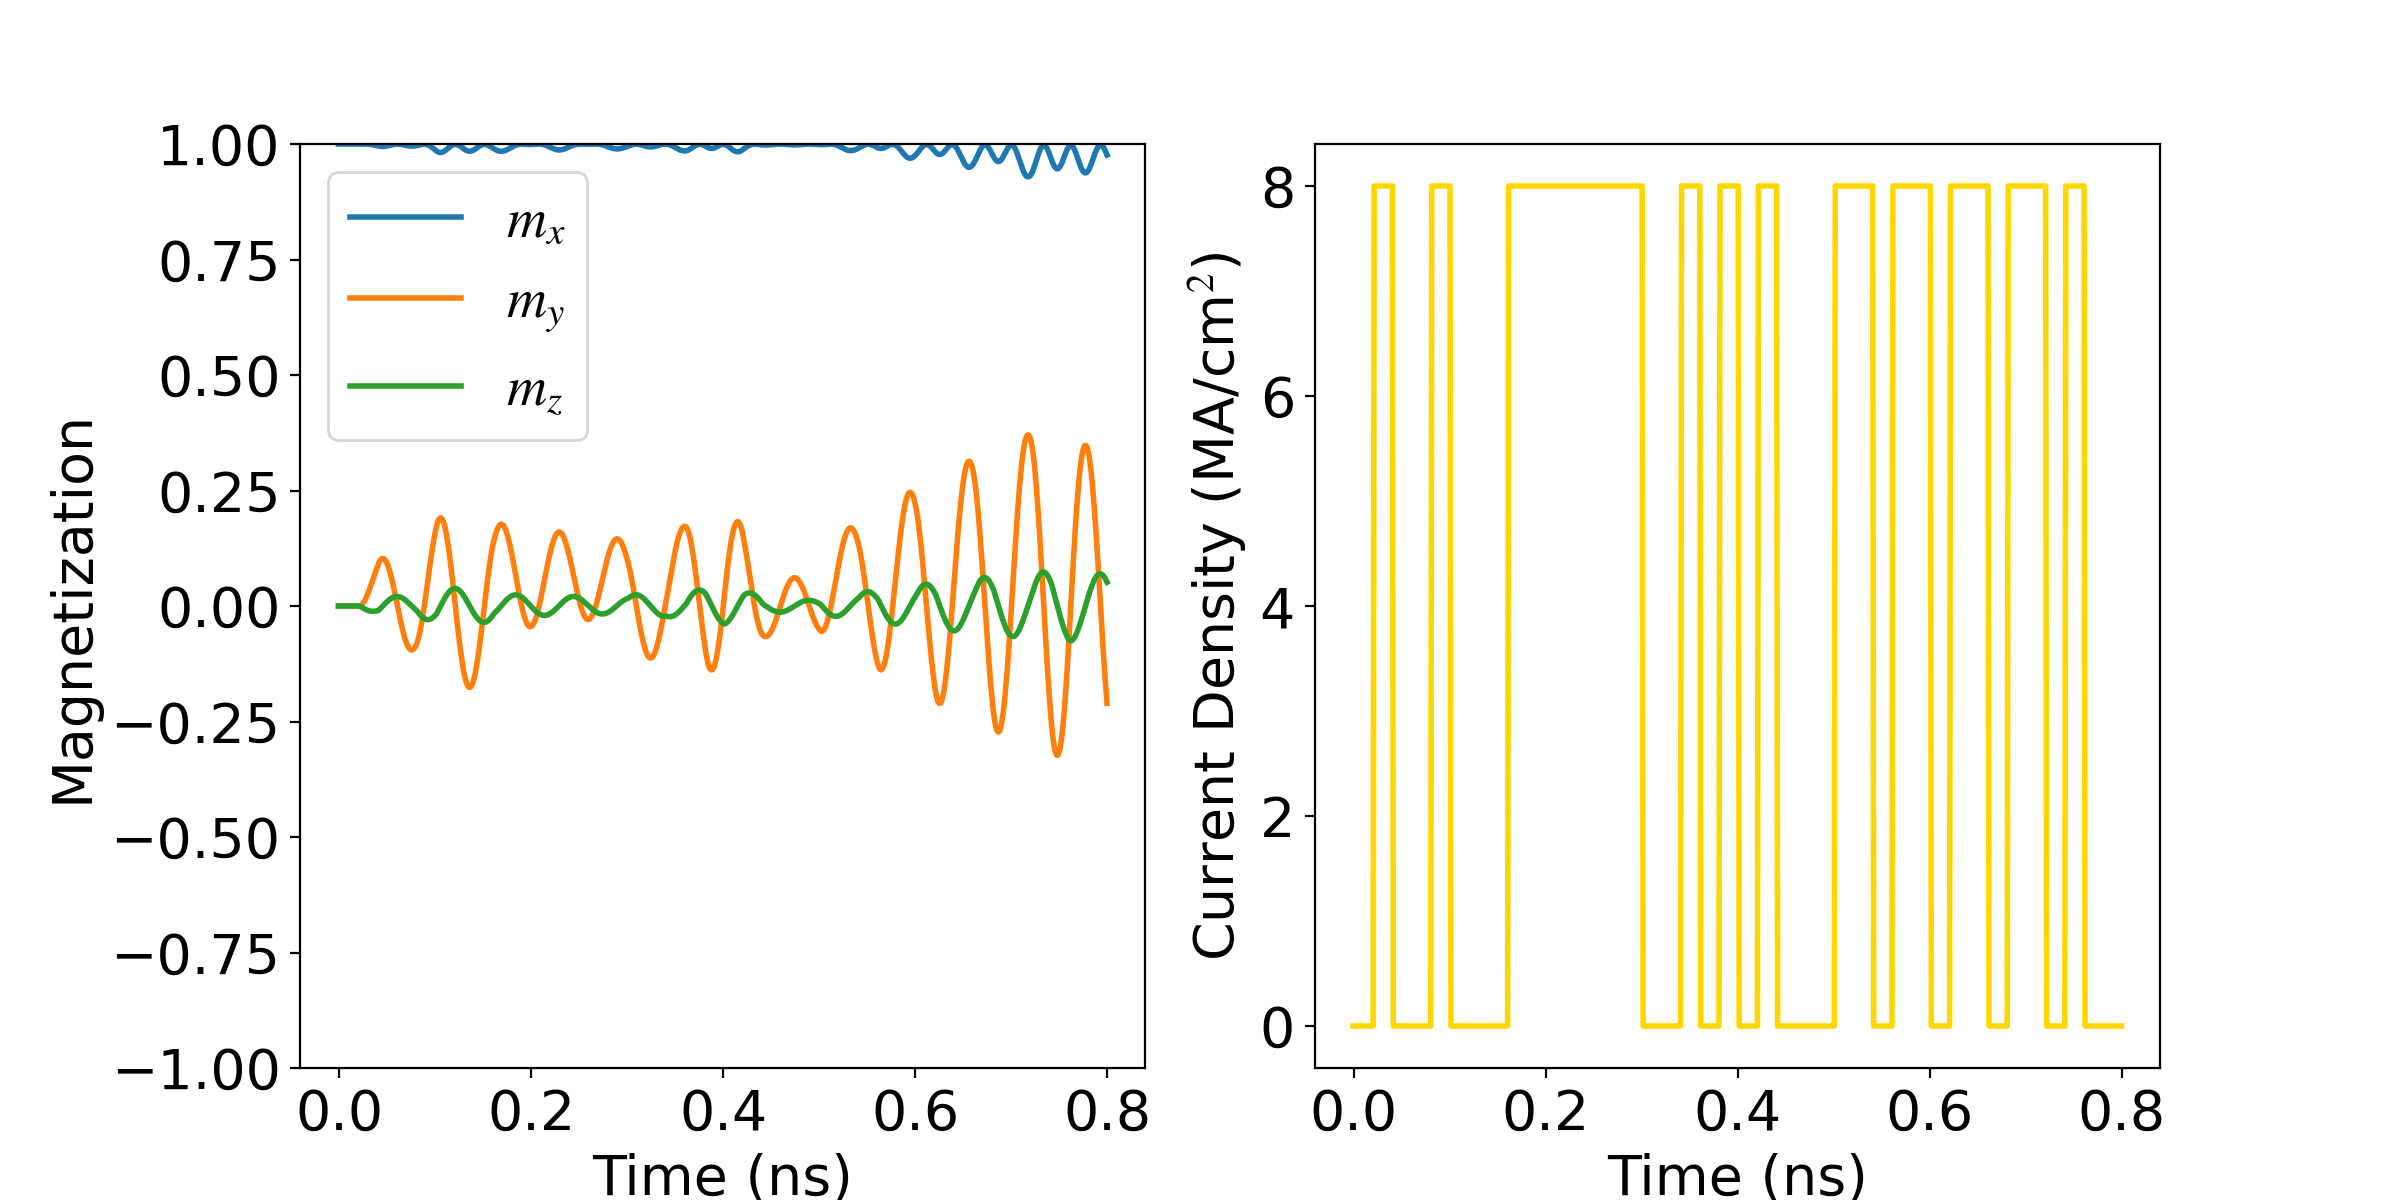 Magnetization
1.00
0.75
0.50
0.25
0.00
−0.25
−0.50
−0.75
−1.00
0.0 0.2 0.4 0.6 0.8
Time (ns)
m_x
m_y
m_z
Current Density (MA/cm²)
8
6
4
2
0
0.0 0.2 0.4 0.6 0.8
Time (ns)